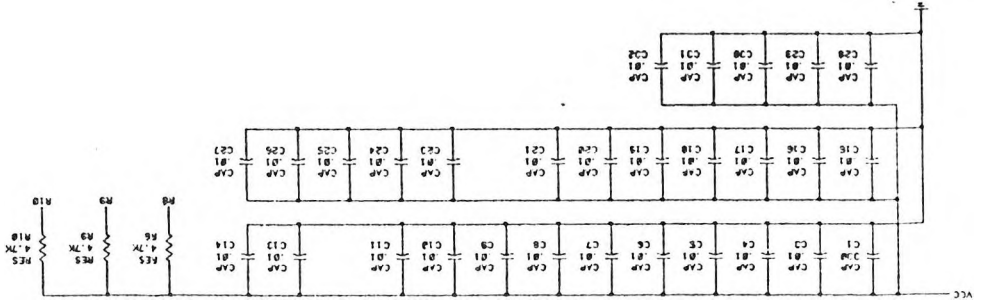 VCC
CAP CAP CAP CAP CAP CAP CAP CAP CAP CAP CAP CAP RES RES RES
.01 .01 .01 .01 .01 .01 .01 .01 .01 .01 .01 4.7K 4.7K 4.7K
C1 C3 C4 C5 C6 C7 C8 C9 C10 C11 C13 C14 R6 R9 R10
R8 R9 R10
CAP CAP CAP CAP CAP CAP CAP CAP CAP CAP CAP CAP
.01 .01 .01 .01 .01 .01 .01 .01 .01 .01 .01 .01
C16 C17 C18 C19 C20 C21 C23 C24 C25 C26 C27
CAP CAP CAP CAP CAP
.01 .01 .01 .01 .01
C28 C29 C30 C31 C32